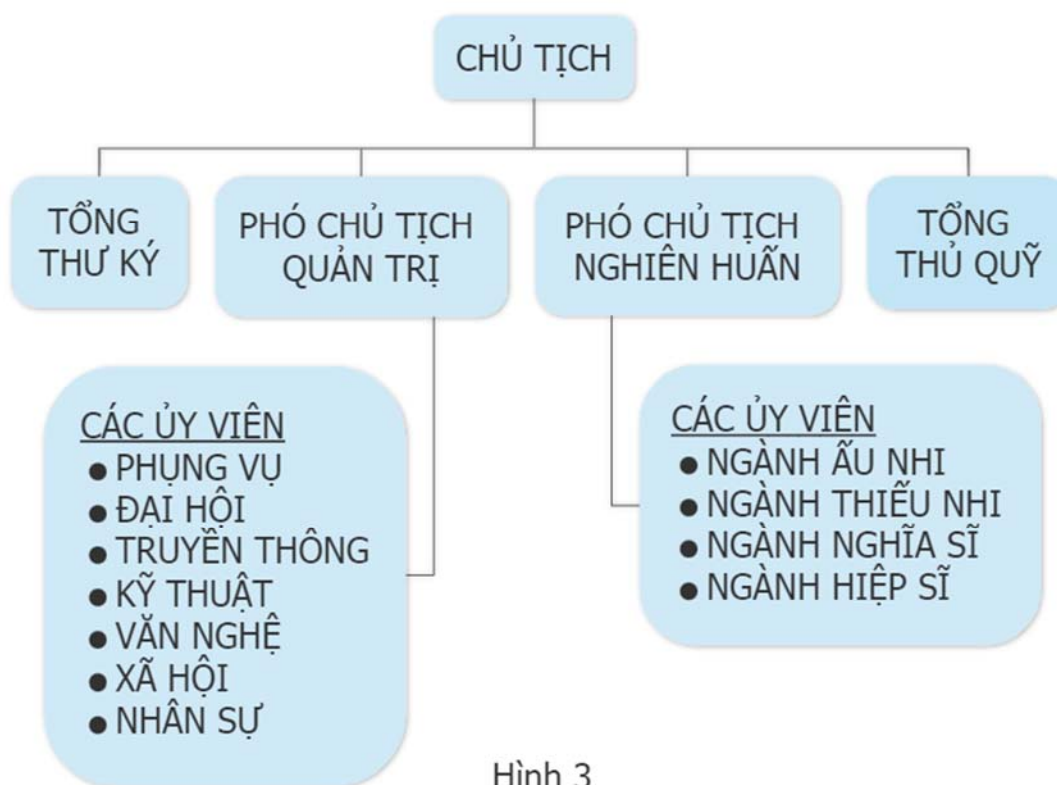 CHỦ TỊCH
TỔNG
THƯ KÝ
PHÓ CHỦ TỊCH
QUẢN TRỊ
PHÓ CHỦ TỊCH
NGHIÊN HUẤN
TỔNG
THỦ QUỸ
CÁC ỦY VIÊN
● PHỤNG VỤ
● ĐẠI HỘI
● TRUYỀN THÔNG
● KỸ THUẬT
● VĂN NGHỆ
● XÃ HỘI
● NHÂN SỰ
CÁC ỦY VIÊN
● NGÀNH ẤU NHI
● NGÀNH THIẾU NHI
● NGÀNH NGHĨA SĨ
● NGÀNH HIỆP SĨ
Hình 3